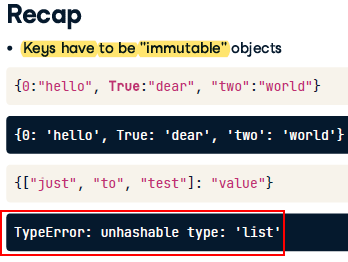 Recap
• Keys have to be "immutable" objects
{0:"hello", True:"dear", "two":"world"}
{0: 'hello', True: 'dear', 'two': 'world'}
{["just", "to", "test"]: "value"}
TypeError: unhashable type: 'list'